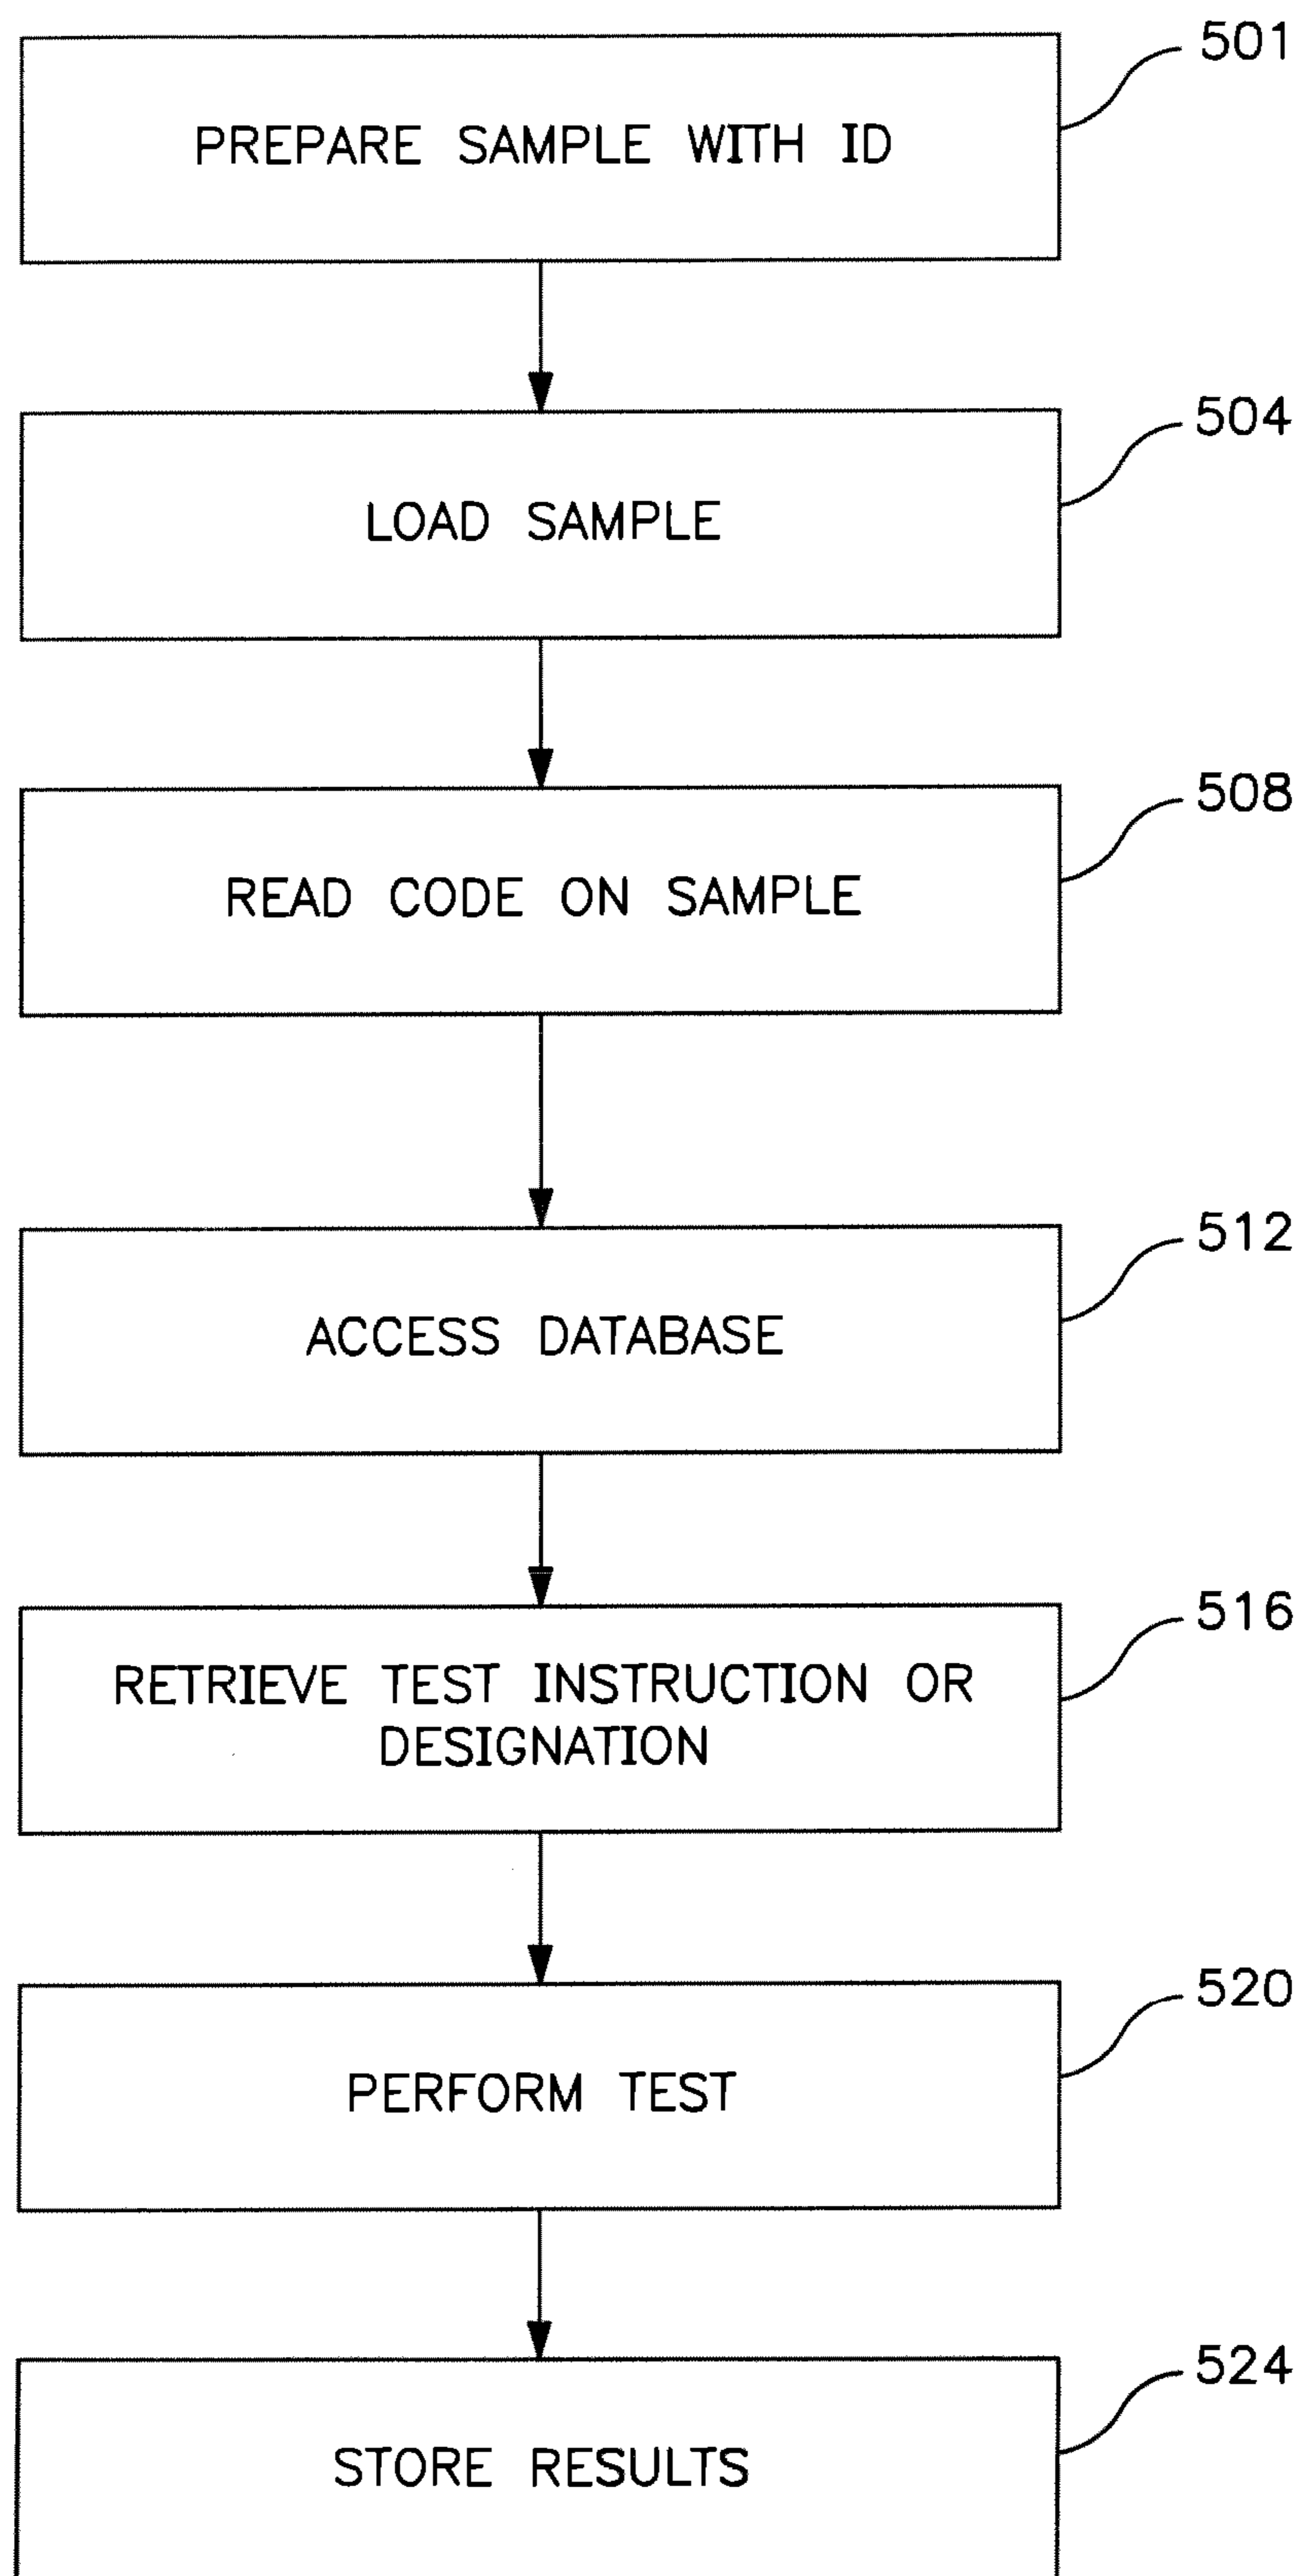 501
PREPARE SAMPLE WITH ID
504
LOAD SAMPLE
508
READ CODE ON SAMPLE
512
ACCESS DATABASE
516
RETRIEVE TEST INSTRUCTION OR
DESIGNATION
520
PERFORM TEST
524
STORE RESULTS